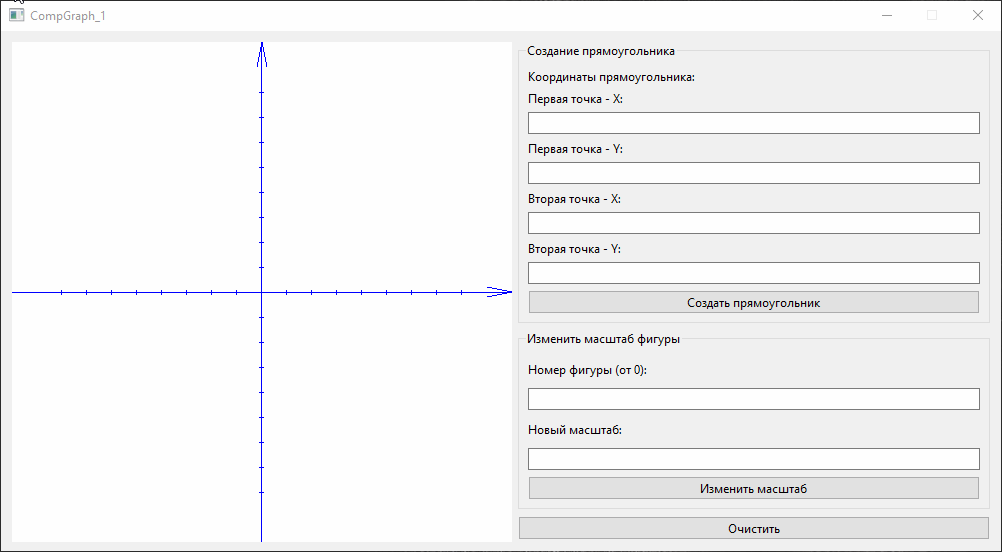 CompGraph_1
Создание прямоугольника
Координаты прямоугольника:
Первая точка - X:
Первая точка - Y:
Вторая точка - X:
Вторая точка - Y:
Создать прямоугольник
Изменить масштаб фигуры
Номер фигуры (от 0):
Новый масштаб:
Изменить масштаб
Очистить